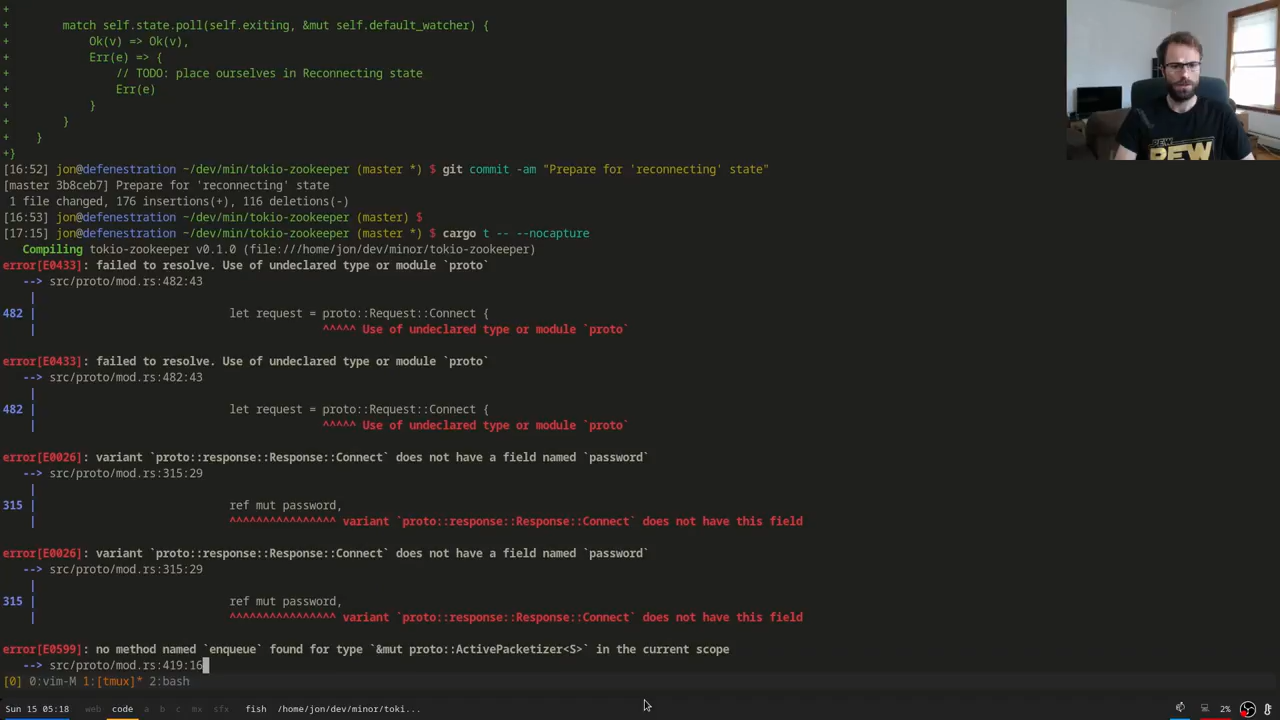 +
+        match self.state.poll(self.exiting, &mut self.default_watcher) {
+            Ok(v) => Ok(v),
+            Err(e) => {
+                // TODO: place ourselves in Reconnecting state
+                Err(e)
+            }
+        }
+    }
+}
[16:52] jon@defenestration ~/dev/min/tokio-zookeeper (master *) $ git commit -am "Prepare for 'reconnecting' state"
[master 3b8ceb7] Prepare for 'reconnecting' state
 1 file changed, 176 insertions(+), 116 deletions(-)
[16:53] jon@defenestration ~/dev/min/tokio-zookeeper (master) $
[17:15] jon@defenestration ~/dev/min/tokio-zookeeper (master *) $ cargo t -- --nocapture
   Compiling tokio-zookeeper v0.1.0 (file:///home/jon/dev/minor/tokio-zookeeper)
error[E0433]: failed to resolve. Use of undeclared type or module `proto`
   --> src/proto/mod.rs:482:43
    |
482 |                             let request = proto::Request::Connect {
    |                                           ^^^^^ Use of undeclared type or module `proto`
error[E0433]: failed to resolve. Use of undeclared type or module `proto`
   --> src/proto/mod.rs:482:43
    |
482 |                             let request = proto::Request::Connect {
    |                                           ^^^^^ Use of undeclared type or module `proto`
error[E0026]: variant `proto::response::Response::Connect` does not have a field named `password`
   --> src/proto/mod.rs:315:29
    |
315 |                             ref mut password,
    |                             ^^^^^^^^^^^^^^^^ variant `proto::response::Response::Connect` does not have this field
error[E0026]: variant `proto::response::Response::Connect` does not have a field named `password`
   --> src/proto/mod.rs:315:29
    |
315 |                             ref mut password,
    |                             ^^^^^^^^^^^^^^^^ variant `proto::response::Response::Connect` does not have this field
error[E0599]: no method named `enqueue` found for type `&mut proto::ActivePacketizer<S>` in the current scope
   --> src/proto/mod.rs:419:16
[0] 0:vim-M 1:[tmux]* 2:bash
Sun 15 05:18 web code a b c mx sfx fish /home/jon/dev/minor/toki... 2%